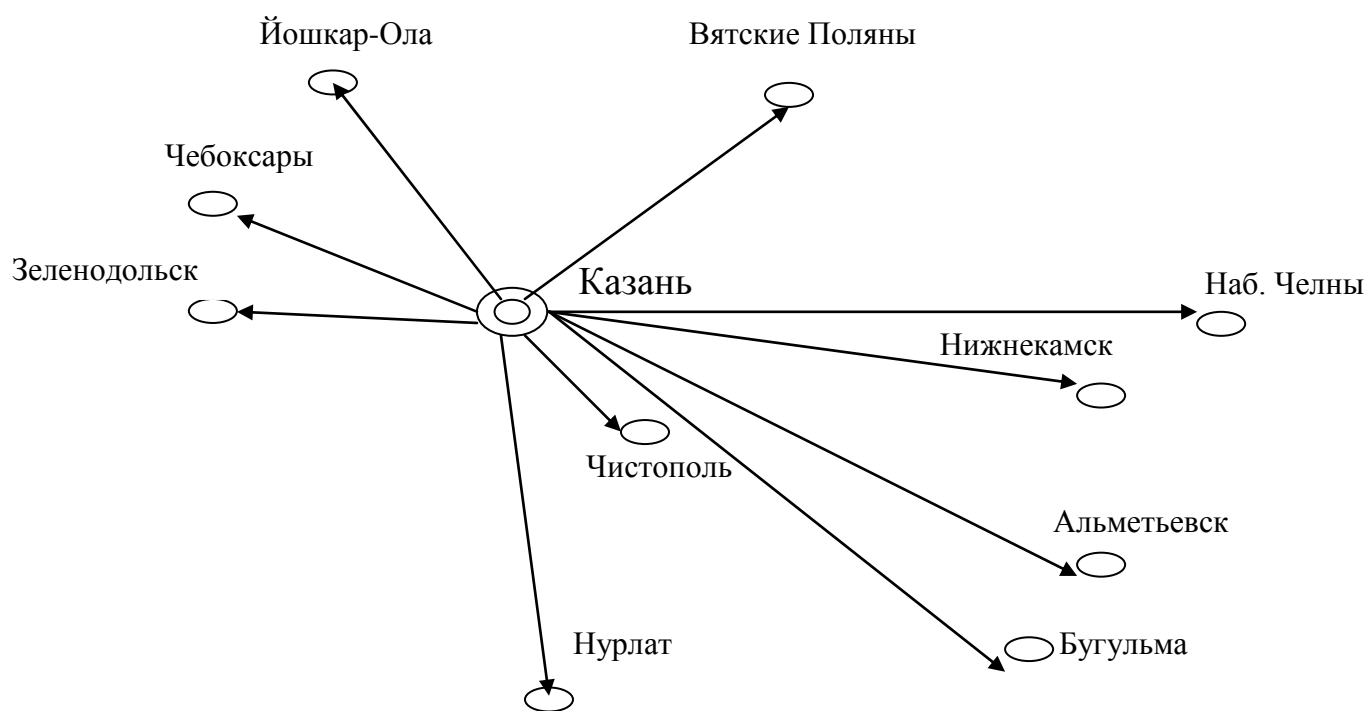 Йошкар-Ола
Вятские Поляны
Чебоксары
Зеленодольск
Казань
Наб. Челны
Нижнекамск
Чистополь
Альметьевск
Нурлат
Бугульма